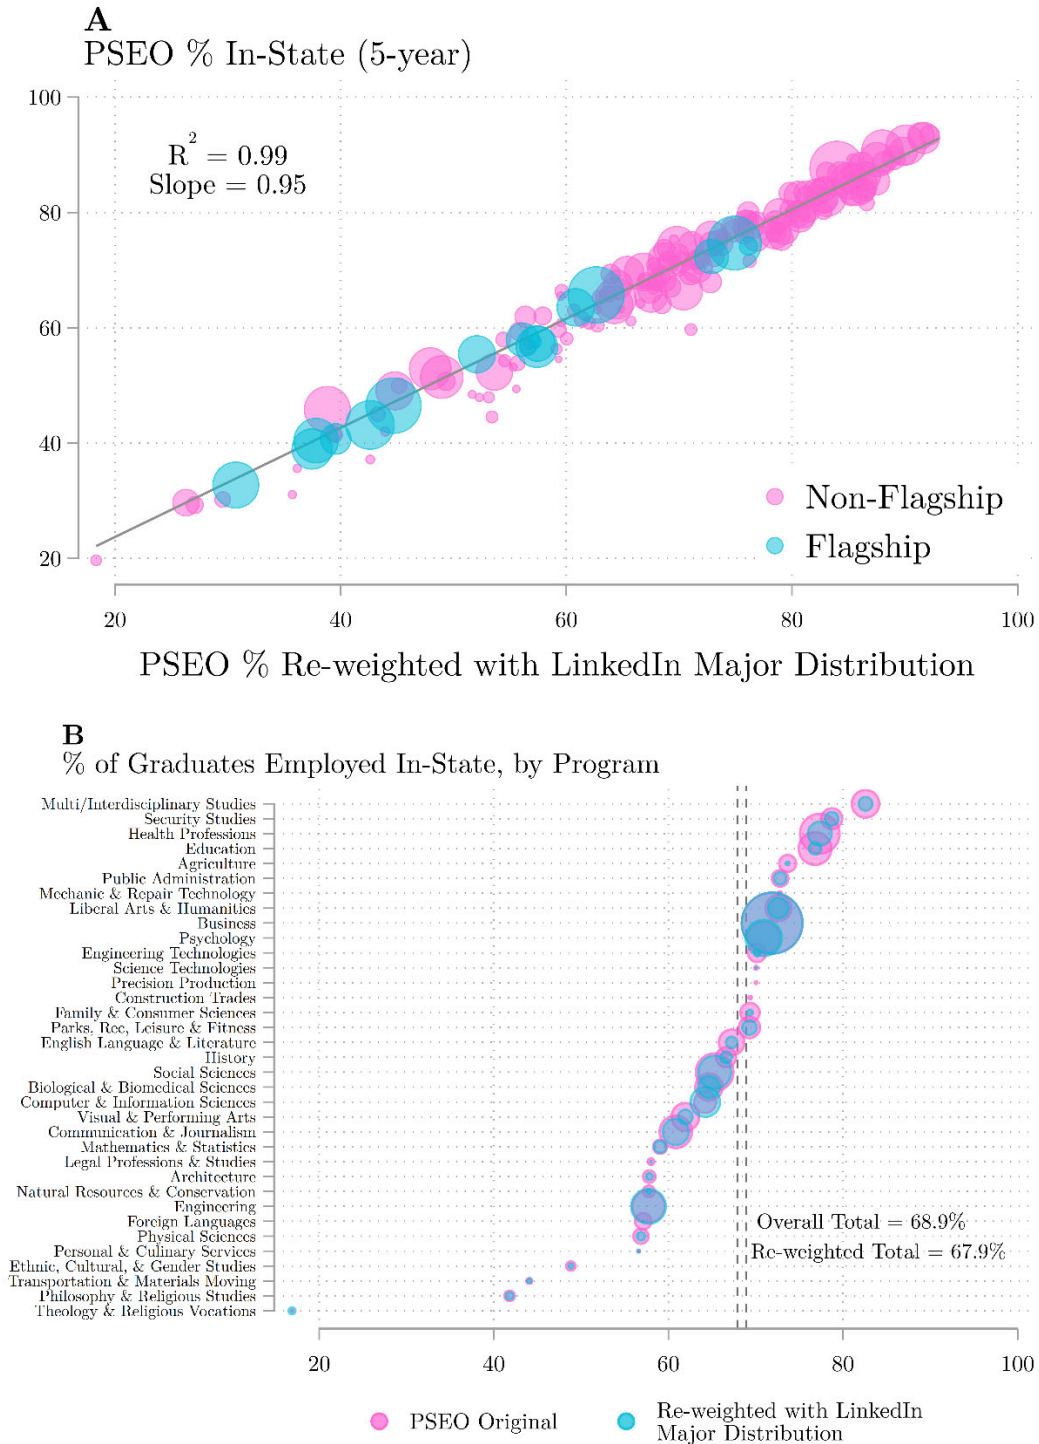 A
PSEO % In-State (5-year)
100
80
60
40
20
R² = 0.99
Slope = 0.95
Non-Flagship
Flagship
20 40 60 80 100
PSEO % Re-weighted with LinkedIn Major Distribution
B
% of Graduates Employed In-State, by Program
Multi/Interdisciplinary Studies
Security Studies
Health Professions
Education
Agriculture
Public Administration
Mechanic & Repair Technology
Liberal Arts & Humanities
Business
Psychology
Engineering Technologies
Science Technologies
Precision Production
Construction Trades
Family & Consumer Sciences
Parks, Rec, Leisure & Fitness
English Language & Literature
History
Social Sciences
Biological & Biomedical Sciences
Computer & Information Sciences
Visual & Performing Arts
Communication & Journalism
Mathematics & Statistics
Legal Professions & Studies
Architecture
Natural Resources & Conservation
Engineering
Foreign Languages
Physical Sciences
Personal & Culinary Services
Ethnic, Cultural, & Gender Studies
Transportation & Materials Moving
Philosophy & Religious Studies
Theology & Religious Vocations
Overall Total = 68.9%
Re-weighted Total = 67.9%
20 40 60 80 100
PSEO Original
Re-weighted with LinkedIn
Major Distribution